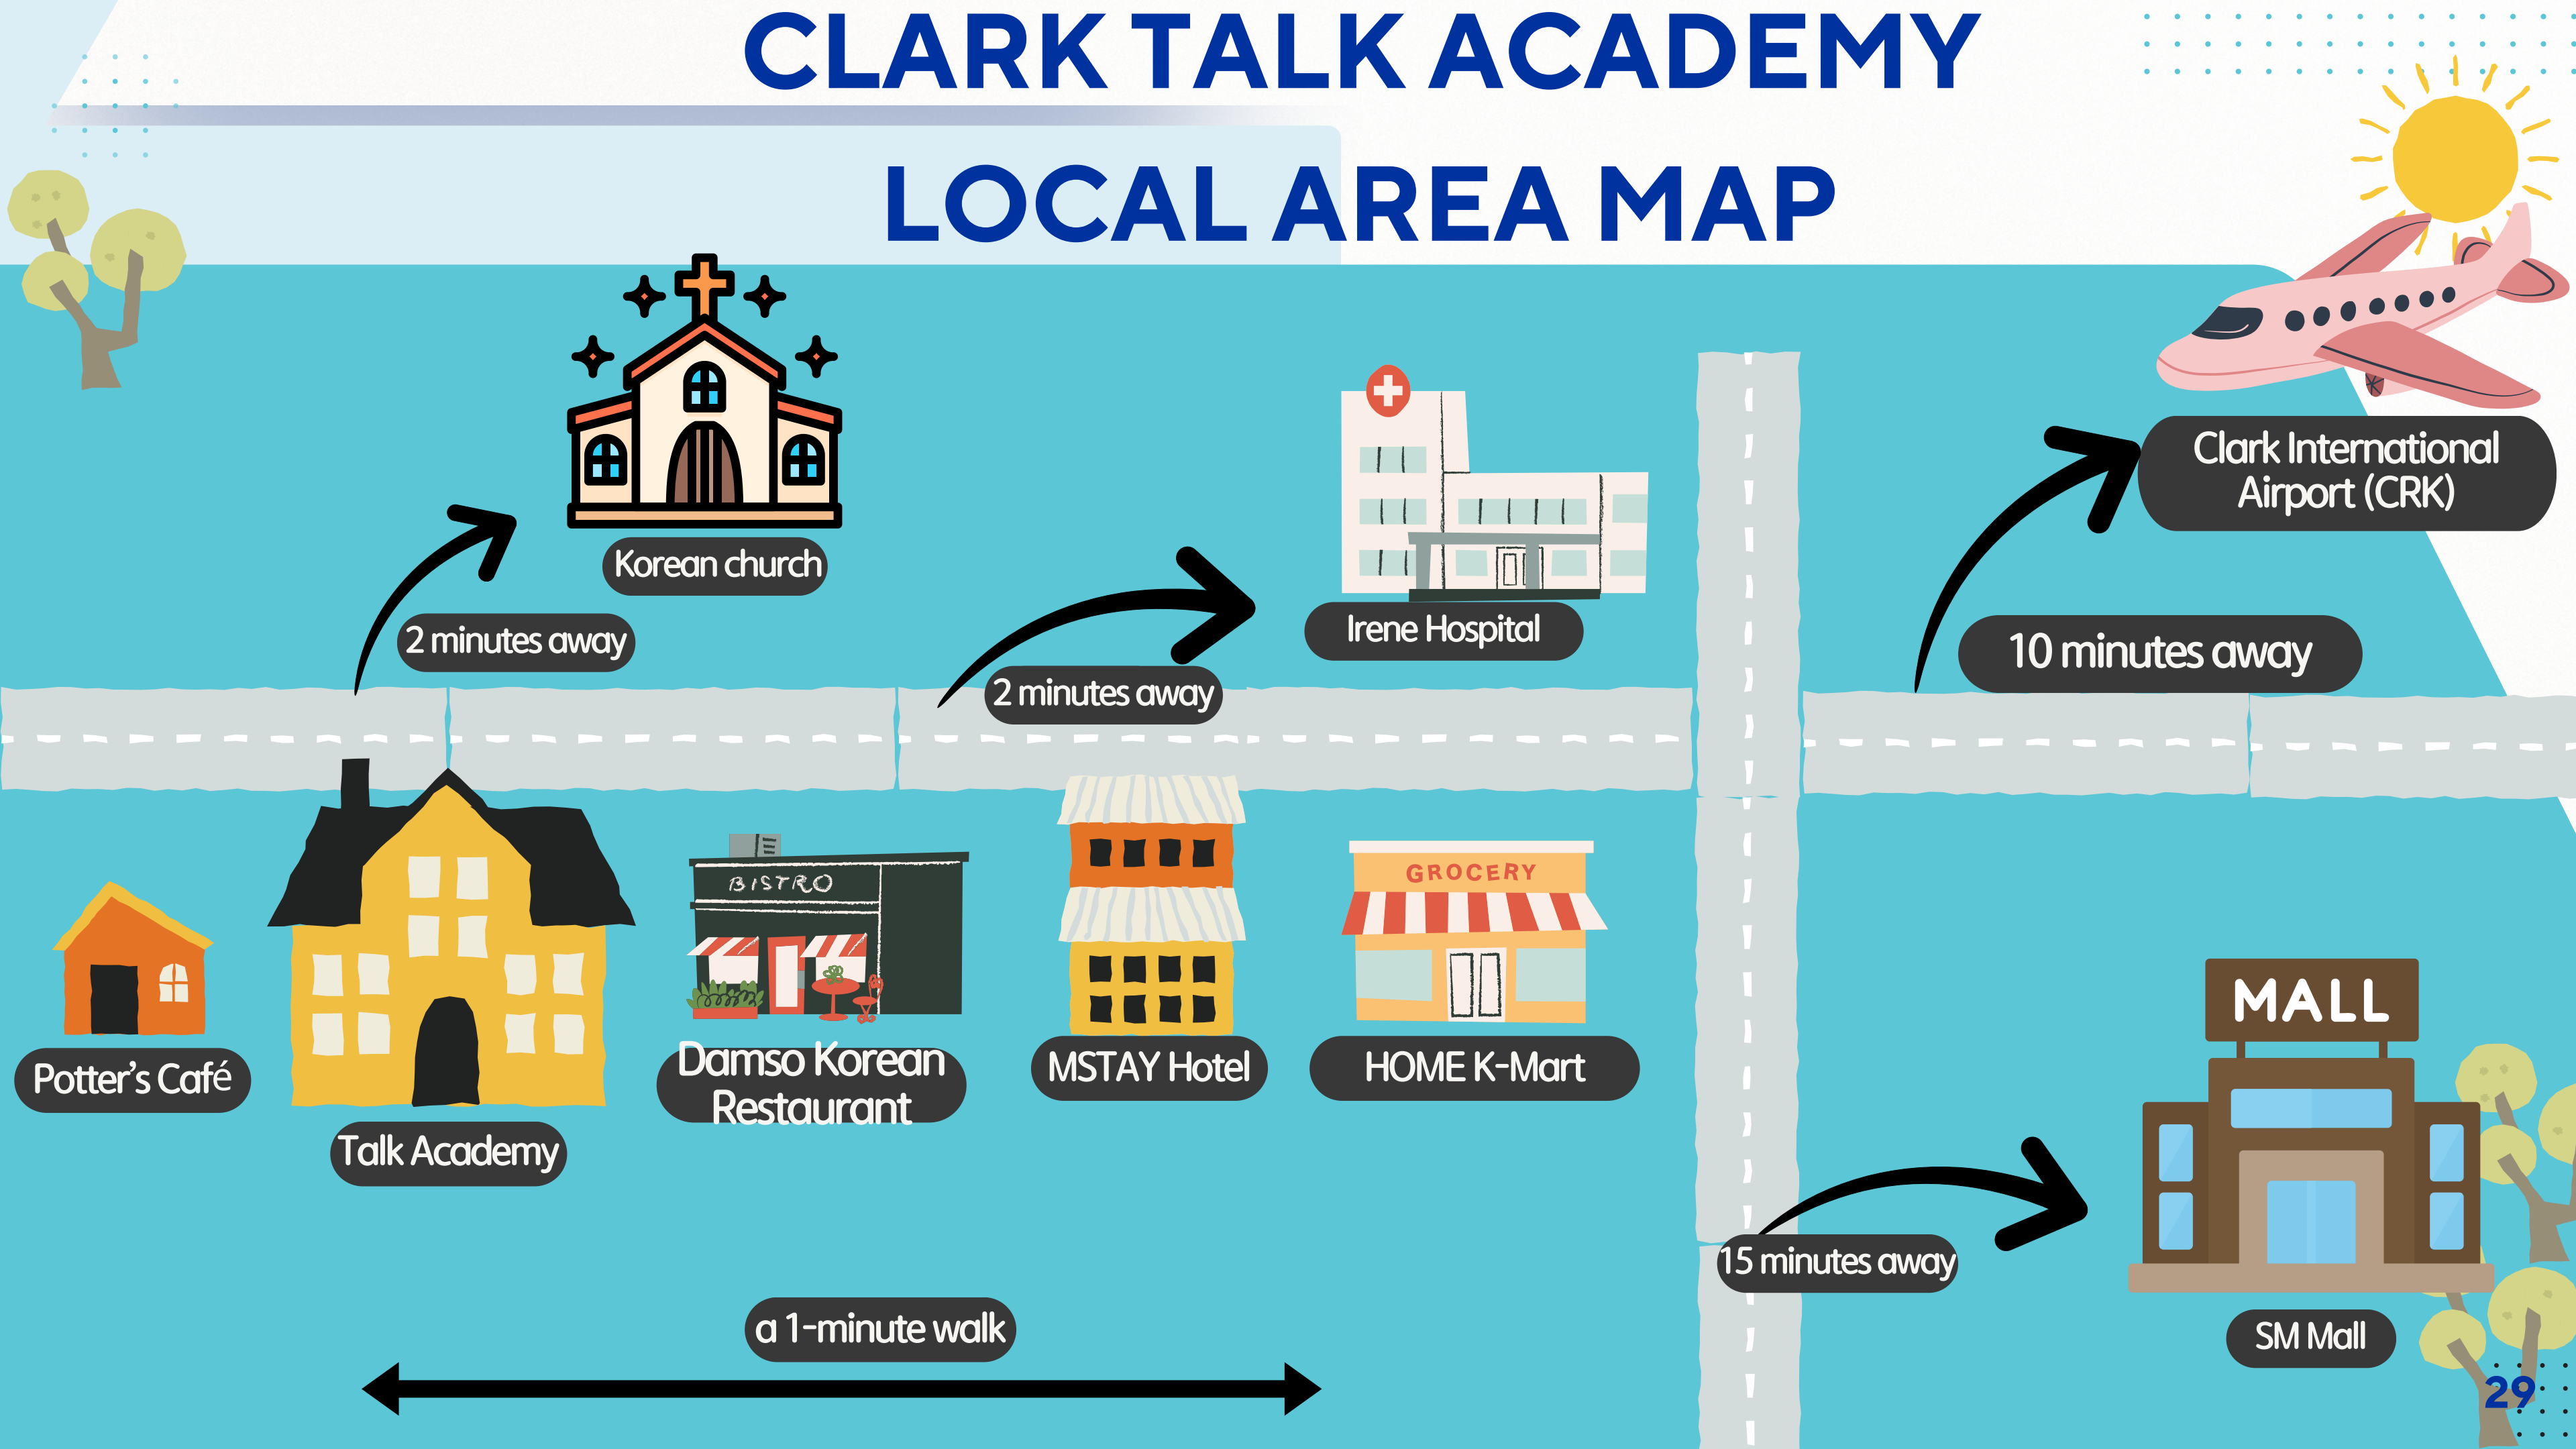 CLARK TALK ACADEMY
LOCAL AREA MAP
Korean church
2 minutes away
Irene Hospital
2 minutes away
Clark International
Airport (CRK)
10 minutes away
Potter's Café
Talk Academy
BISTRO
Damso Korean
Restaurant
MSTAY Hotel
GROCERY
HOME K-Mart
MALL
SM Mall
15 minutes away
a 1-minute walk
29